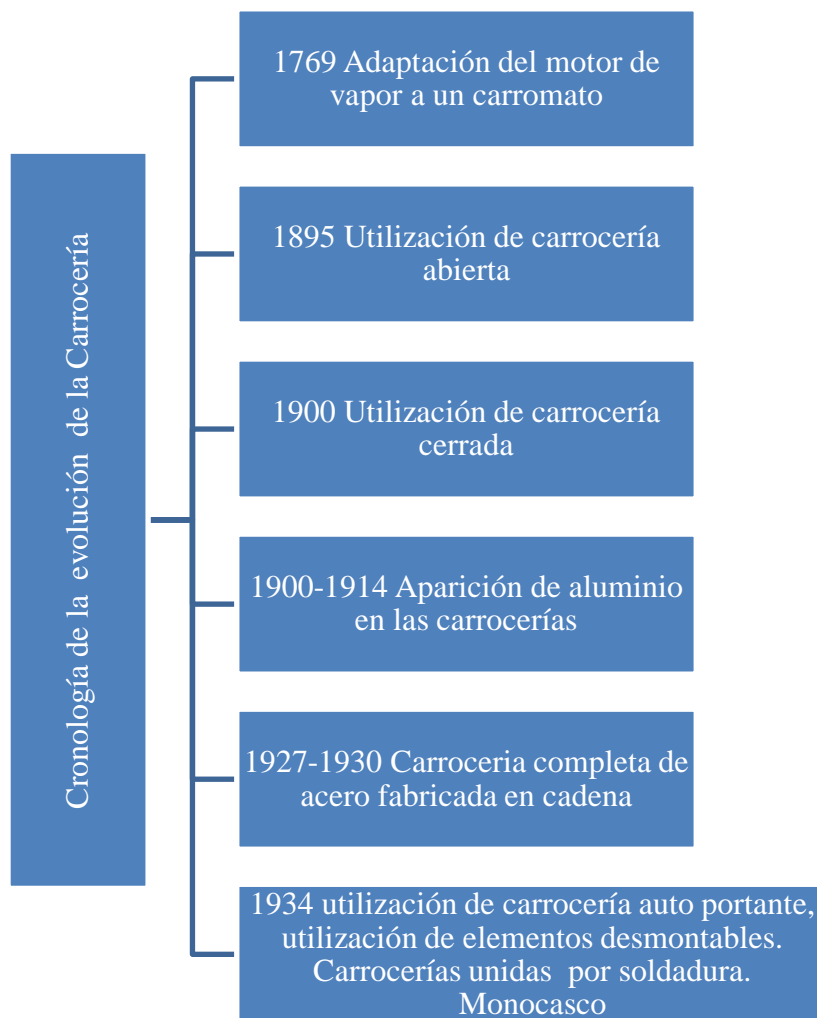 Cronología de la evolución de la Carrocería
1769 Adaptación del motor de
vapor a un carromato
1895 Utilización de carrocería
abierta
1900 Utilización de carrocería
cerrada
1900-1914 Aparición de aluminio
en las carrocerías
1927-1930 Carroceria completa de
acero fabricada en cadena
1934 utilización de carrocería auto portante,
utilización de elementos desmontables.
Carrocerías unidas por soldadura.
Monocasco